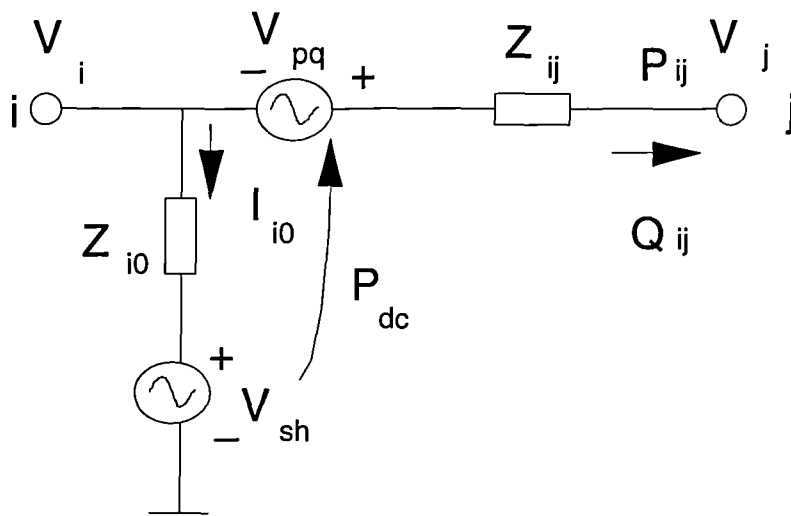 V i
V pq
Z ij
P ij
V j
i
− +
j
I i0
Z i0
Q ij
P dc
+
− V sh